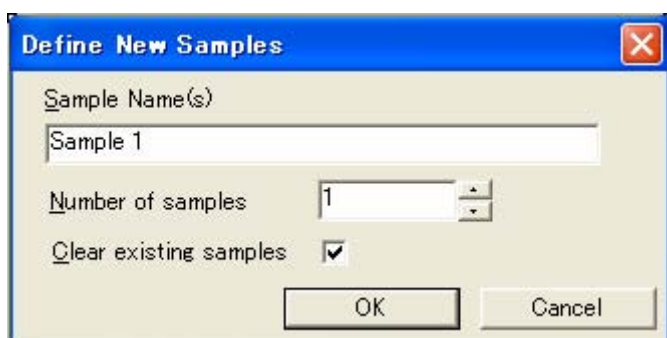 Define New Samples
Sample Name(s)
Sample 1
Number of samples 1
Clear existing samples
OK Cancel